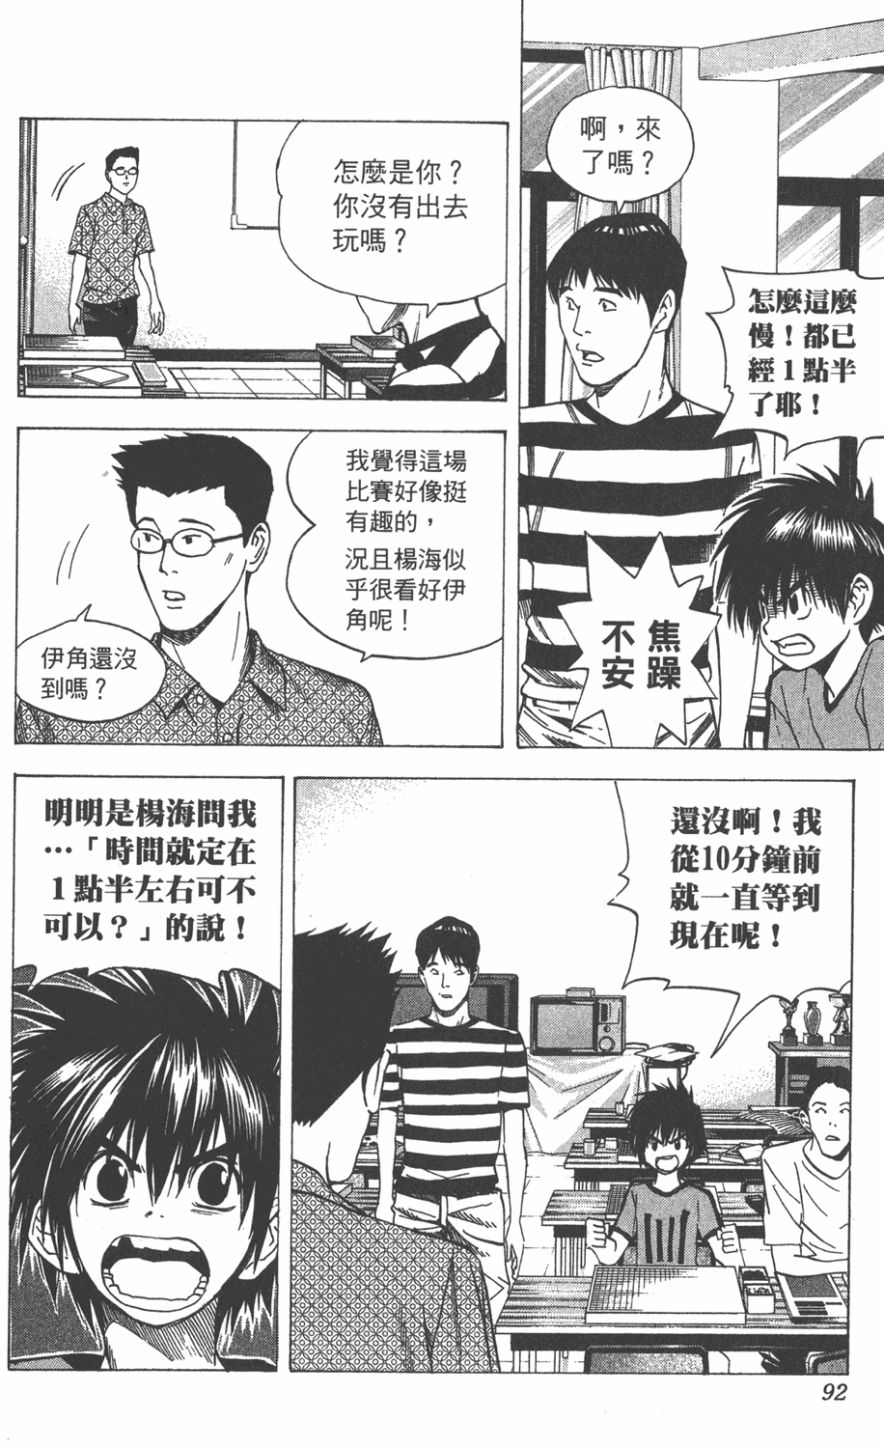 啊，來
了嗎？
怎麼這麼
慢！都已
經1點半
了耶！
焦躁
不安
怎麼是你？
你沒有出去
玩嗎？
我覺得這場
比賽好像挺
有趣的，
況且楊海似
乎很看好伊
角呢！
伊角還沒
到嗎？
還沒啊！我
從10分鐘前
就一直等到
現在呢！
明明是楊海問我
…「時間就定在
1點半左右可不
可以？」的說！
92